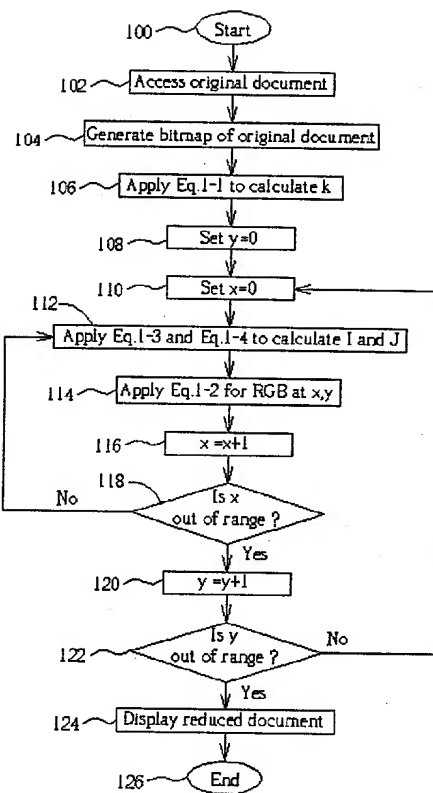 100 Start
102 Access original document
104 Generate bitmap of original document
106 Apply Eq.1-1 to calculate k
108 Set y=0
110 Set x=0
112
Apply Eq.1-3 and Eq.1-4 to calculate I and J
114 Apply Eq.1-2 for RGB at x,y
116 x =x+1
118
No
Is x
out of range ?
Yes
120 y =y+1
122
Is y
out of range ?
No
Yes
124 Display reduced document
126 End